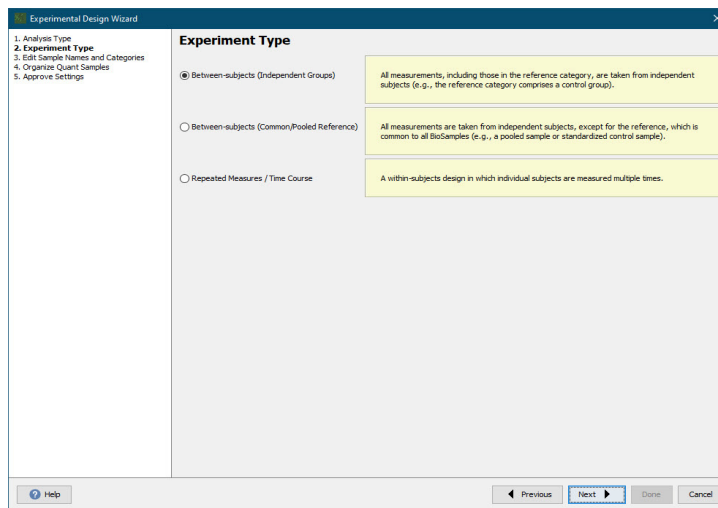 Experimental Design Wizard
1. Analysis Type
2. Experiment Type
3. Edit Sample Names and Categories
4. Organize Quant Samples
5. Approve Settings
Experiment Type
Between-subjects (Independent Groups)
All measurements, including those in the reference category, are taken from independent
subjects (e.g., the reference category comprises a control group).
Between-subjects (Common/Pooled Reference)
All measurements are taken from independent subjects, except for the reference, which is
common to all BioSamples (e.g., a pooled sample or standardized control sample).
Repeated Measures / Time Course
A within-subjects design in which individual subjects are measured multiple times.
Help
Previous
Next
Done
Cancel